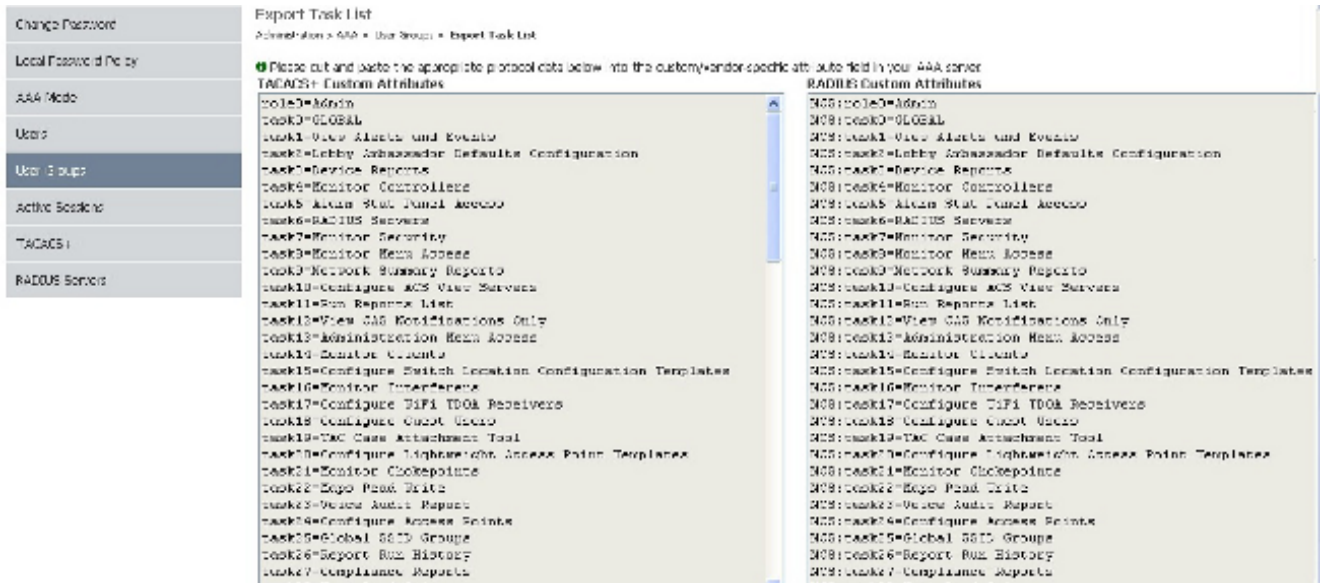 Change Password
Local Password Policy
AAA Mode
Users
User Groups
Active Sessions
TACACS+
RADIUS Servers
Export Task List
Administration > AAA > User Groups > Export Task List
Please cut and paste the appropriate protocol data below into the custom/vendor-specific attribute field in your AAA server.
TACACS+ Custom Attributes
role0=Admin
task0=GLOBAL
task1=View Alerts and Events
task2=Lobby Ambassador Defaults Configuration
task3=Device Reports
task4=Monitor Controllers
task5=Alarm Stat Panel Access
task6=RADIUS Servers
task7=Monitor Security
task8=Monitor Menu Access
task9=Network Summary Reports
task10=Configure ACS View Servers
task11=Run Reports List
task12=View CAS Notifications Only
task13=Administration Menu Access
task14=Monitor Clients
task15=Configure Switch Location Configuration Templates
task16=Monitor Interferers
task17=Configure WiFi TDOA Receivers
task18=Configure Guest Users
task19=TAC Case Attachment Tool
task20=Configure Lightweight Access Point Templates
task21=Monitor Chokepoints
task22=Maps Read Write
task23=Voice Audit Report
task24=Configure Access Points
task25=Global SSID Groups
task26=Report Run History
task27=Compliance Reports
RADIUS Custom Attributes
NCS:role0=Admin
NCS:task0=GLOBAL
NCS:task1=View Alerts and Events
NCS:task2=Lobby Ambassador Defaults Configuration
NCS:task3=Device Reports
NCS:task4=Monitor Controllers
NCS:task5=Alarm Stat Panel Access
NCS:task6=RADIUS Servers
NCS:task7=Monitor Security
NCS:task8=Monitor Menu Access
NCS:task9=Network Summary Reports
NCS:task10=Configure ACS View Servers
NCS:task11=Run Reports List
NCS:task12=View CAS Notifications Only
NCS:task13=Administration Menu Access
NCS:task14=Monitor Clients
NCS:task15=Configure Switch Location Configuration Templates
NCS:task16=Monitor Interferers
NCS:task17=Configure WiFi TDOA Receivers
NCS:task18=Configure Guest Users
NCS:task19=TAC Case Attachment Tool
NCS:task20=Configure Lightweight Access Point Templates
NCS:task21=Monitor Chokepoints
NCS:task22=Maps Read Write
NCS:task23=Voice Audit Report
NCS:task24=Configure Access Points
NCS:task25=Global SSID Groups
NCS:task26=Report Run History
NCS:task27=Compliance Reports